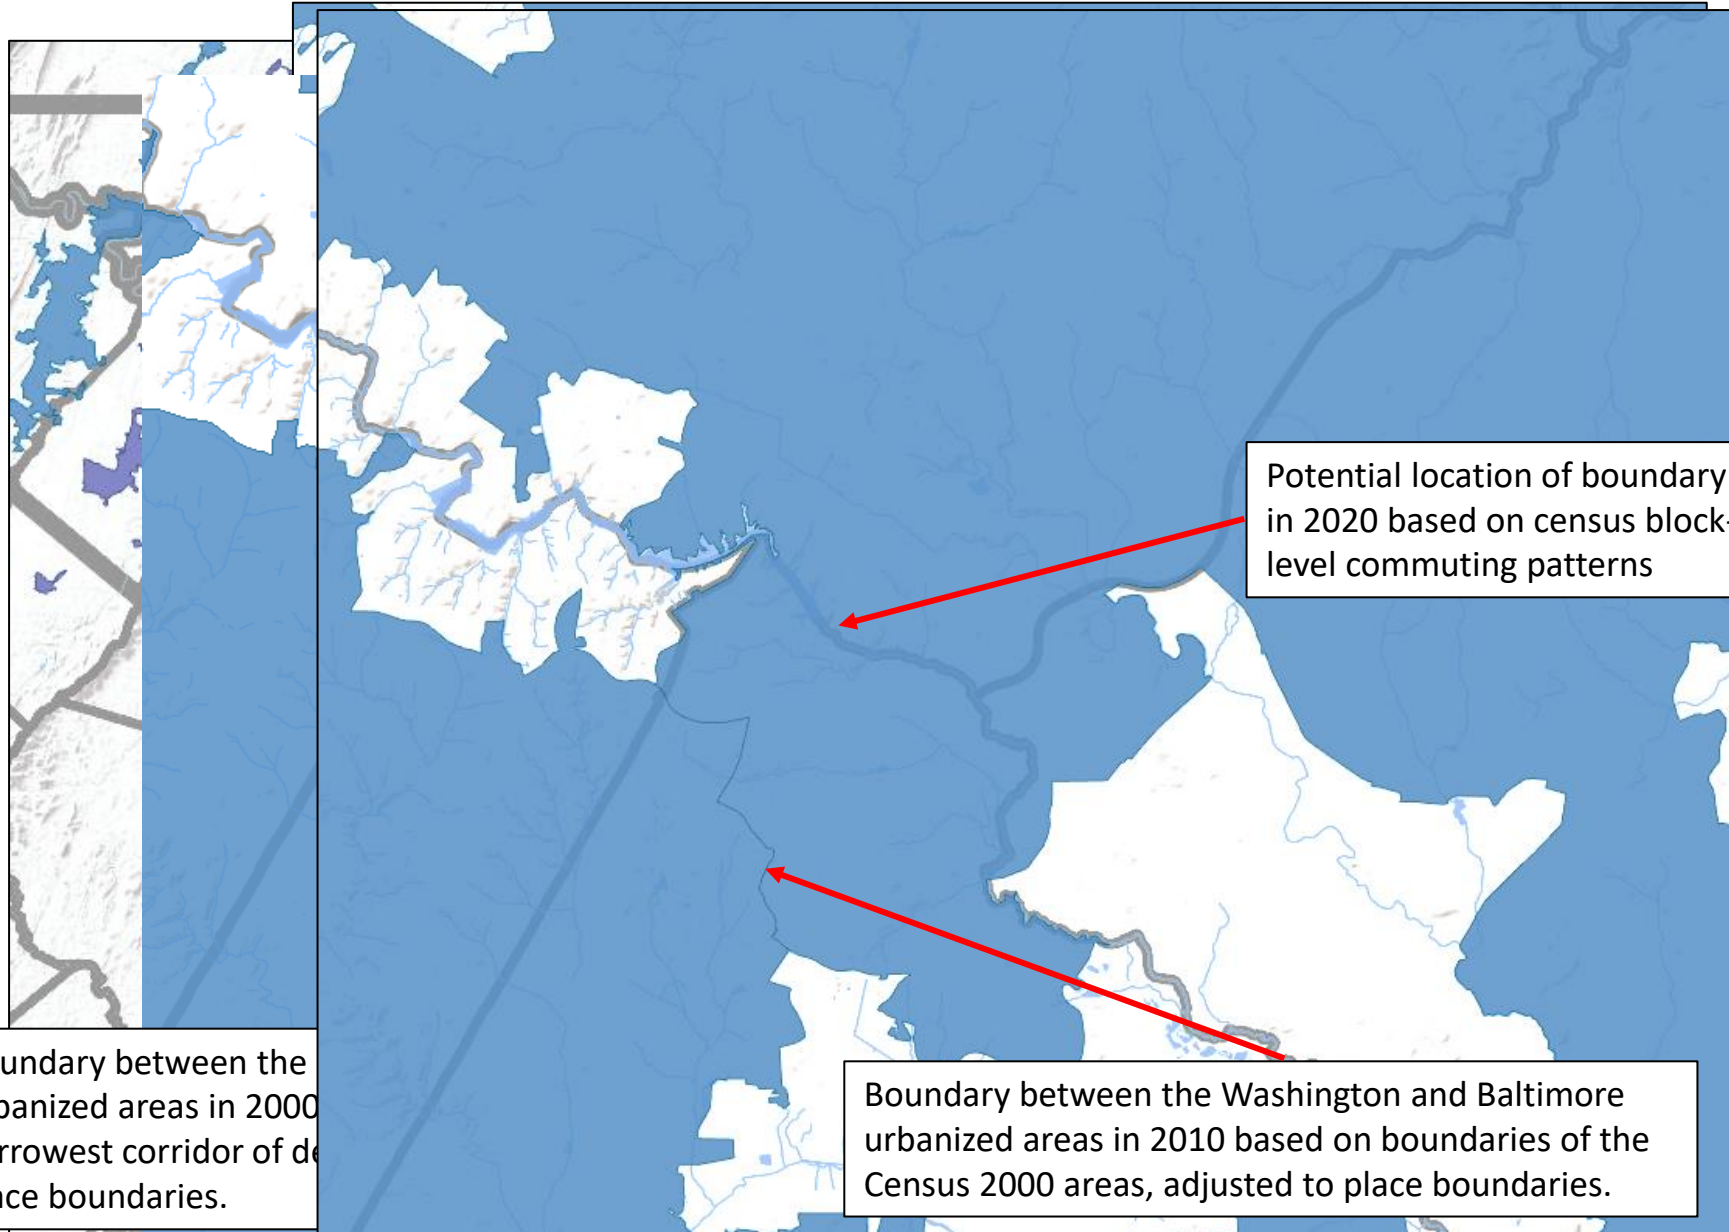 Potential location of boundary
in 2020 based on census block-
level commuting patterns
undary between the
banized areas in 2000
rrowest corridor of de
ace boundaries.
Boundary between the Washington and Baltimore
urbanized areas in 2010 based on boundaries of the
Census 2000 areas, adjusted to place boundaries.